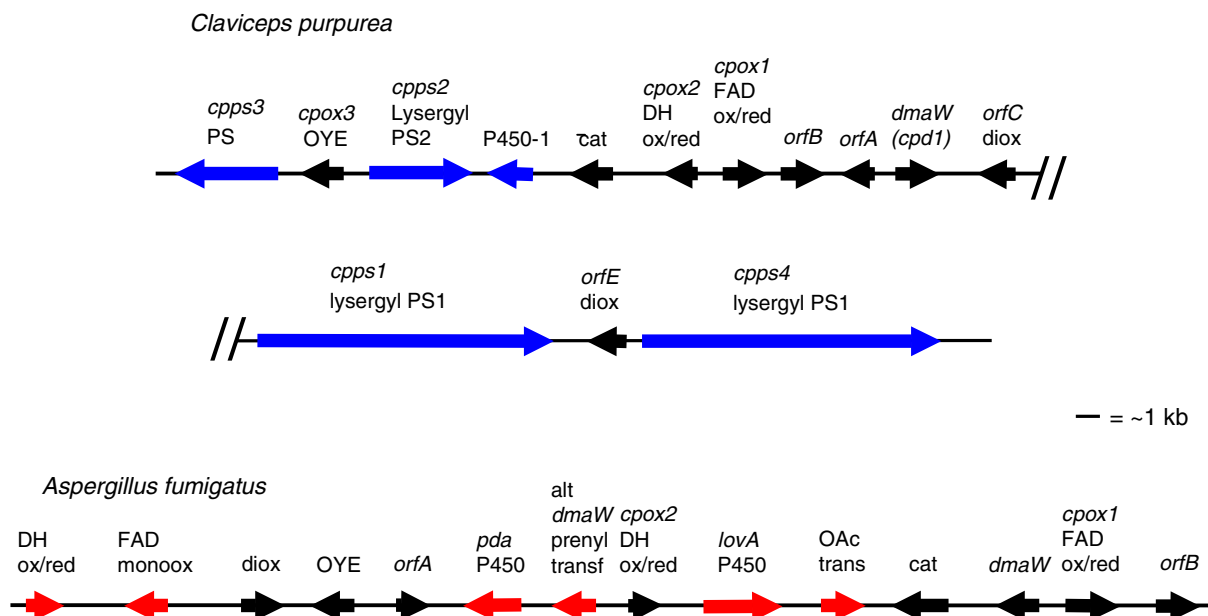 Claviceps purpurea
cpps3
PS
cpox3
OYE
cpps2
Lysergyl
PS2
P450-1
cat
cpox2
DH
ox/red
cpox1
FAD
ox/red
orfB
orfA
dmaW
(cpd1)
orfC
diox
cpps1
lysergyl PS1
orfE
diox
cpps4
lysergyl PS1
= ~1 kb
Aspergillus fumigatus
DH
ox/red
FAD
monoox
diox
OYE
orfA
pda
P450
alt
dmaW
prenyl
transf
cpox2
DH
ox/red
lovA
P450
OAc
trans
cat
dmaW
cpox1
FAD
ox/red
orfB